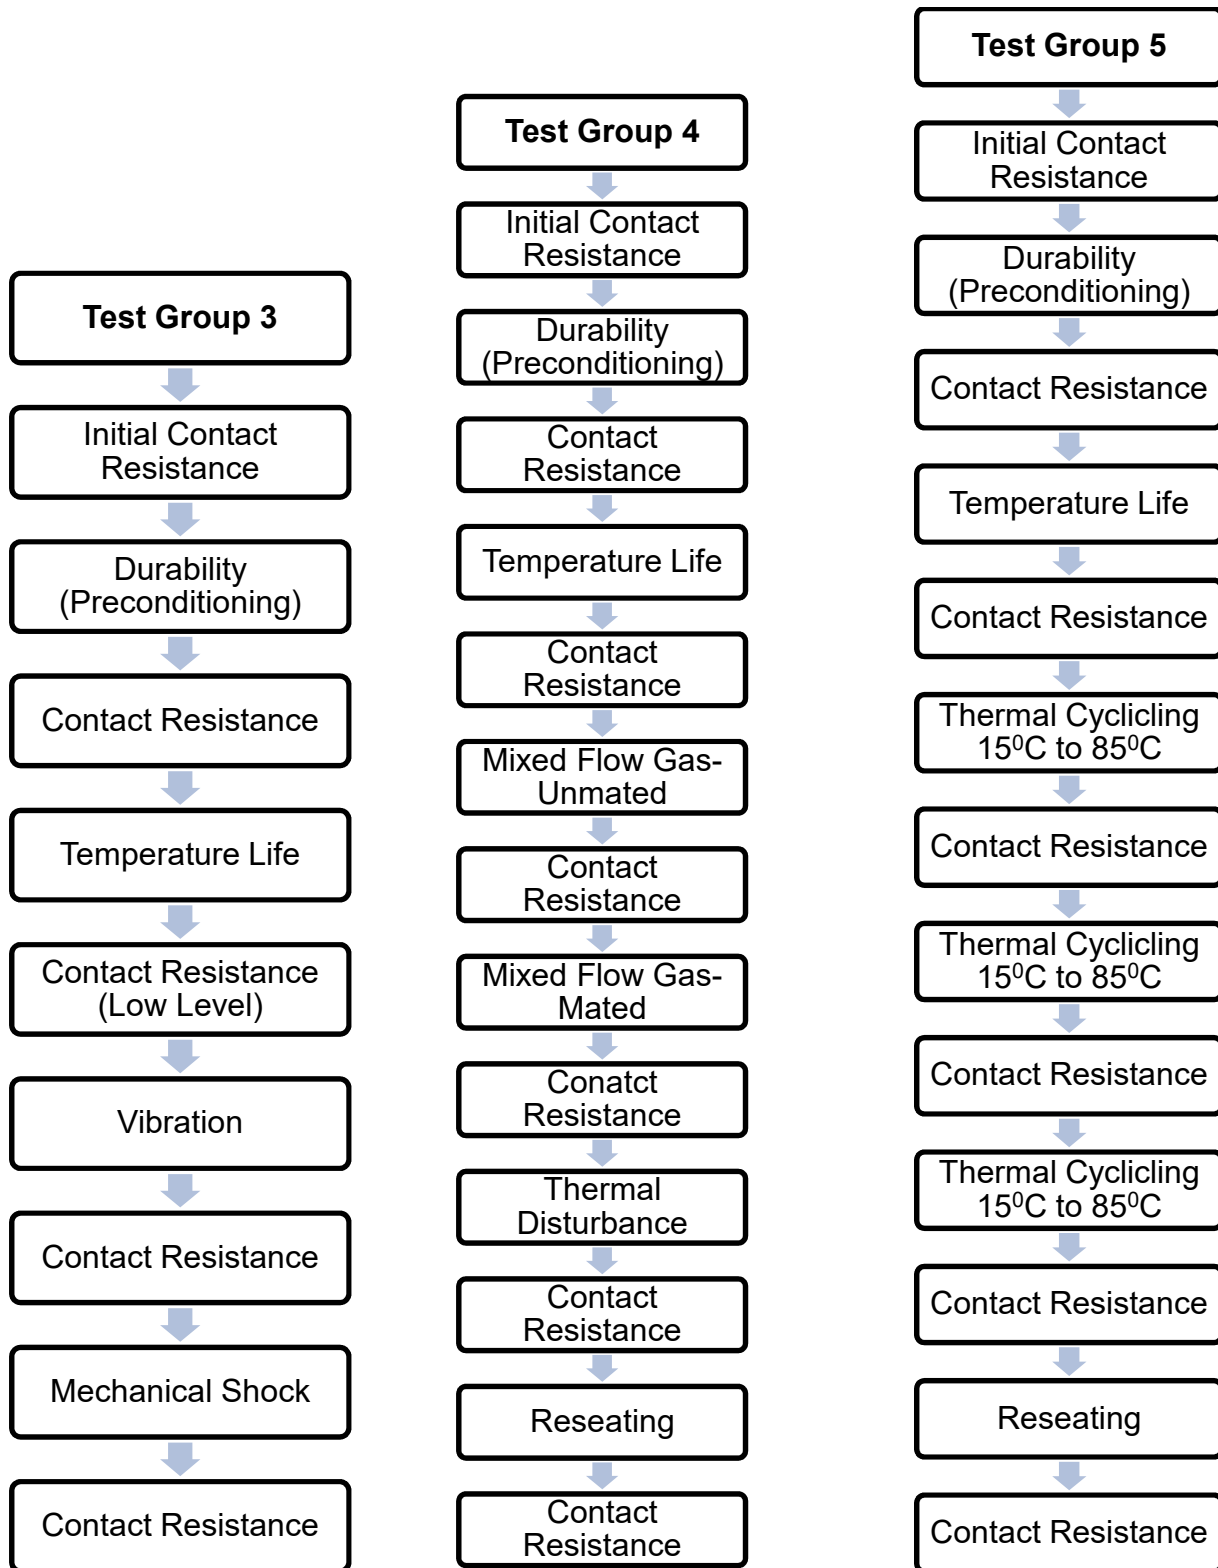 Test Group 3
Initial Contact
Resistance
Durability
(Preconditioning)
Contact Resistance
Temperature Life
Contact Resistance
(Low Level)
Vibration
Contact Resistance
Mechanical Shock
Contact Resistance
Test Group 4
Initial Contact
Resistance
Durability
(Preconditioning)
Contact
Resistance
Temperature Life
Contact
Resistance
Mixed Flow Gas-
Unmated
Contact
Resistance
Mixed Flow Gas-
Mated
Conatct
Resistance
Thermal
Disturbance
Contact
Resistance
Reseating
Contact
Resistance
Test Group 5
Initial Contact
Resistance
Durability
(Preconditioning)
Contact Resistance
Temperature Life
Contact Resistance
Thermal Cyclicling
15⁰C to 85⁰C
Contact Resistance
Thermal Cyclicling
15⁰C to 85⁰C
Contact Resistance
Thermal Cyclicling
15⁰C to 85⁰C
Contact Resistance
Reseating
Contact Resistance